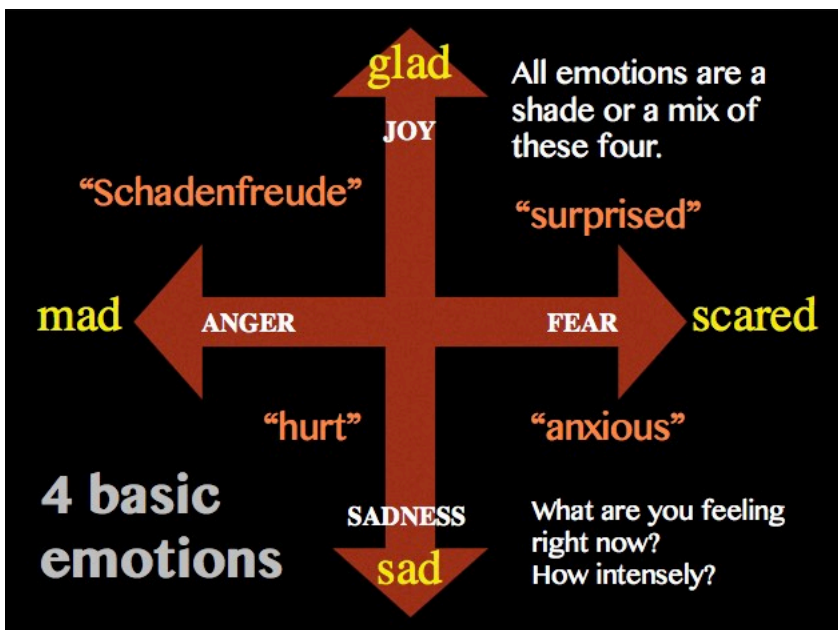 glad
JOY
All emotions are a
shade or a mix of
these four.
“Schadenfreude”
“surprised”
mad
ANGER
FEAR
scared
“hurt”
“anxious”
4 basic
emotions
SADNESS
sad
What are you feeling
right now?
How intensely?